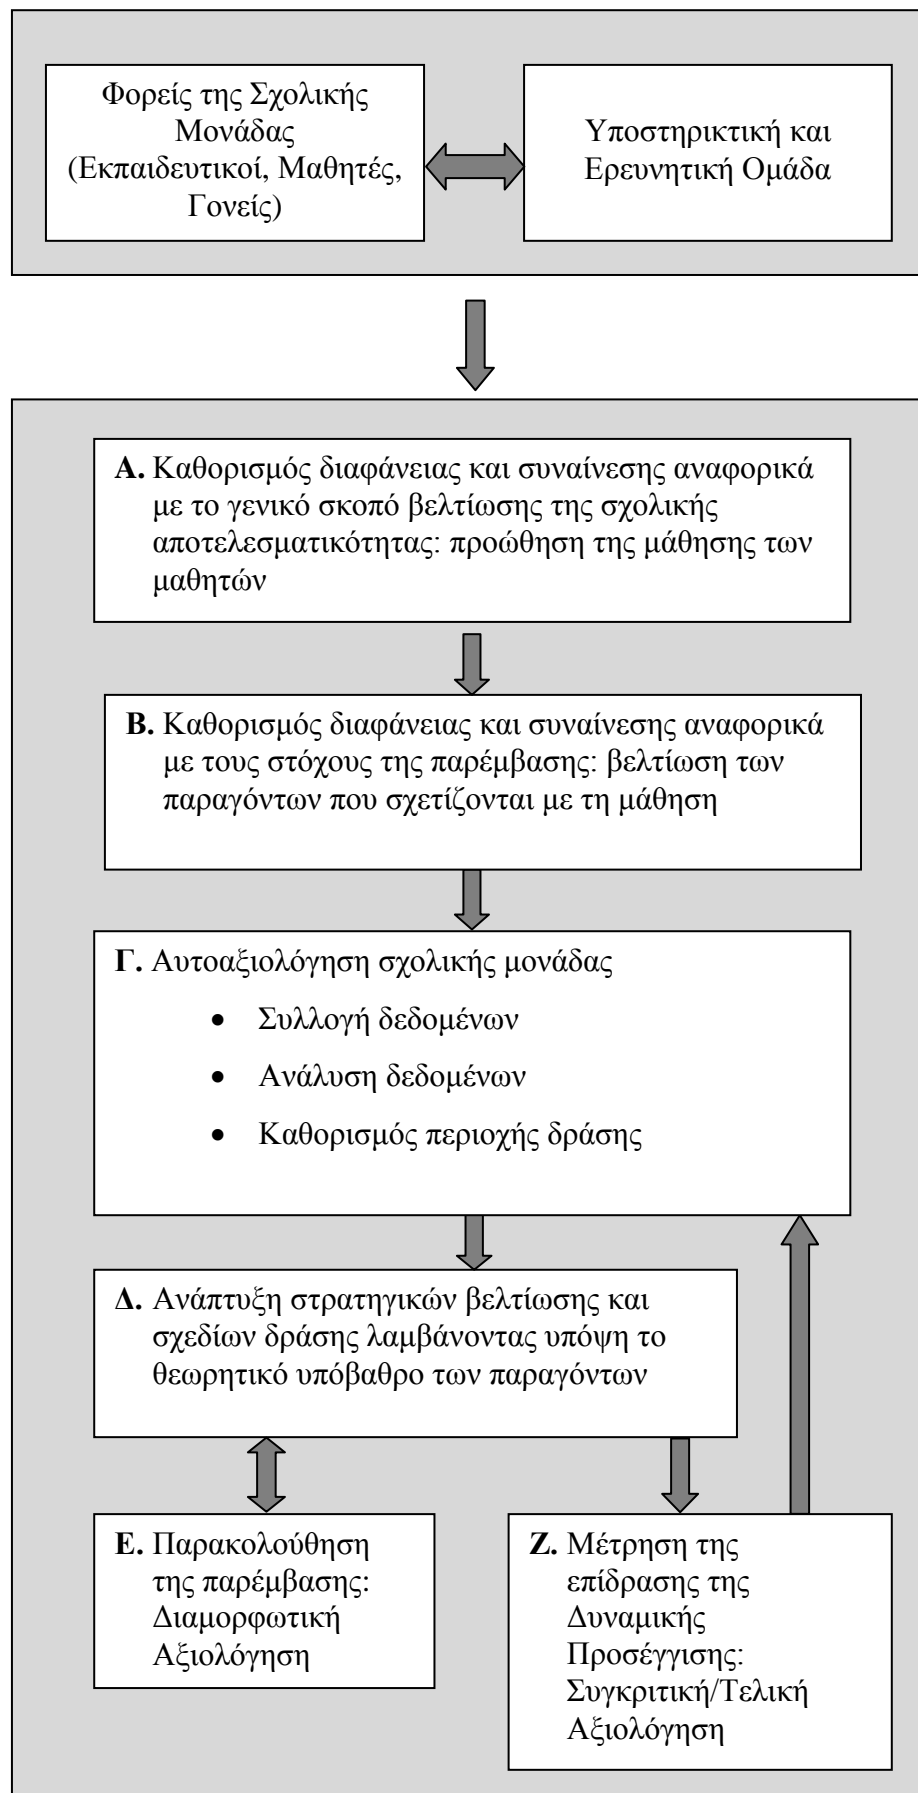 Φορείς της Σχολικής
Μονάδας
(Εκπαιδευτικοί, Μαθητές,
Γονείς)
Υποστηρικτική και
Ερευνητική Ομάδα
Α. Καθορισμός διαφάνειας και συναίνεσης αναφορικά
με το γενικό σκοπό βελτίωσης της σχολικής
αποτελεσματικότητας: προώθηση της μάθησης των
μαθητών
Β. Καθορισμός διαφάνειας και συναίνεσης αναφορικά
με τους στόχους της παρέμβασης: βελτίωση των
παραγόντων που σχετίζονται με τη μάθηση
Γ. Αυτοαξιολόγηση σχολικής μονάδας
• Συλλογή δεδομένων
• Ανάλυση δεδομένων
• Καθορισμός περιοχής δράσης
Δ. Ανάπτυξη στρατηγικών βελτίωσης και
σχεδίων δράσης λαμβάνοντας υπόψη το
θεωρητικό υπόβαθρο των παραγόντων
Ε. Παρακολούθηση
της παρέμβασης:
Διαμορφωτική
Αξιολόγηση
Ζ. Μέτρηση της
επίδρασης της
Δυναμικής
Προσέγγισης:
Συγκριτική/Τελική
Αξιολόγηση